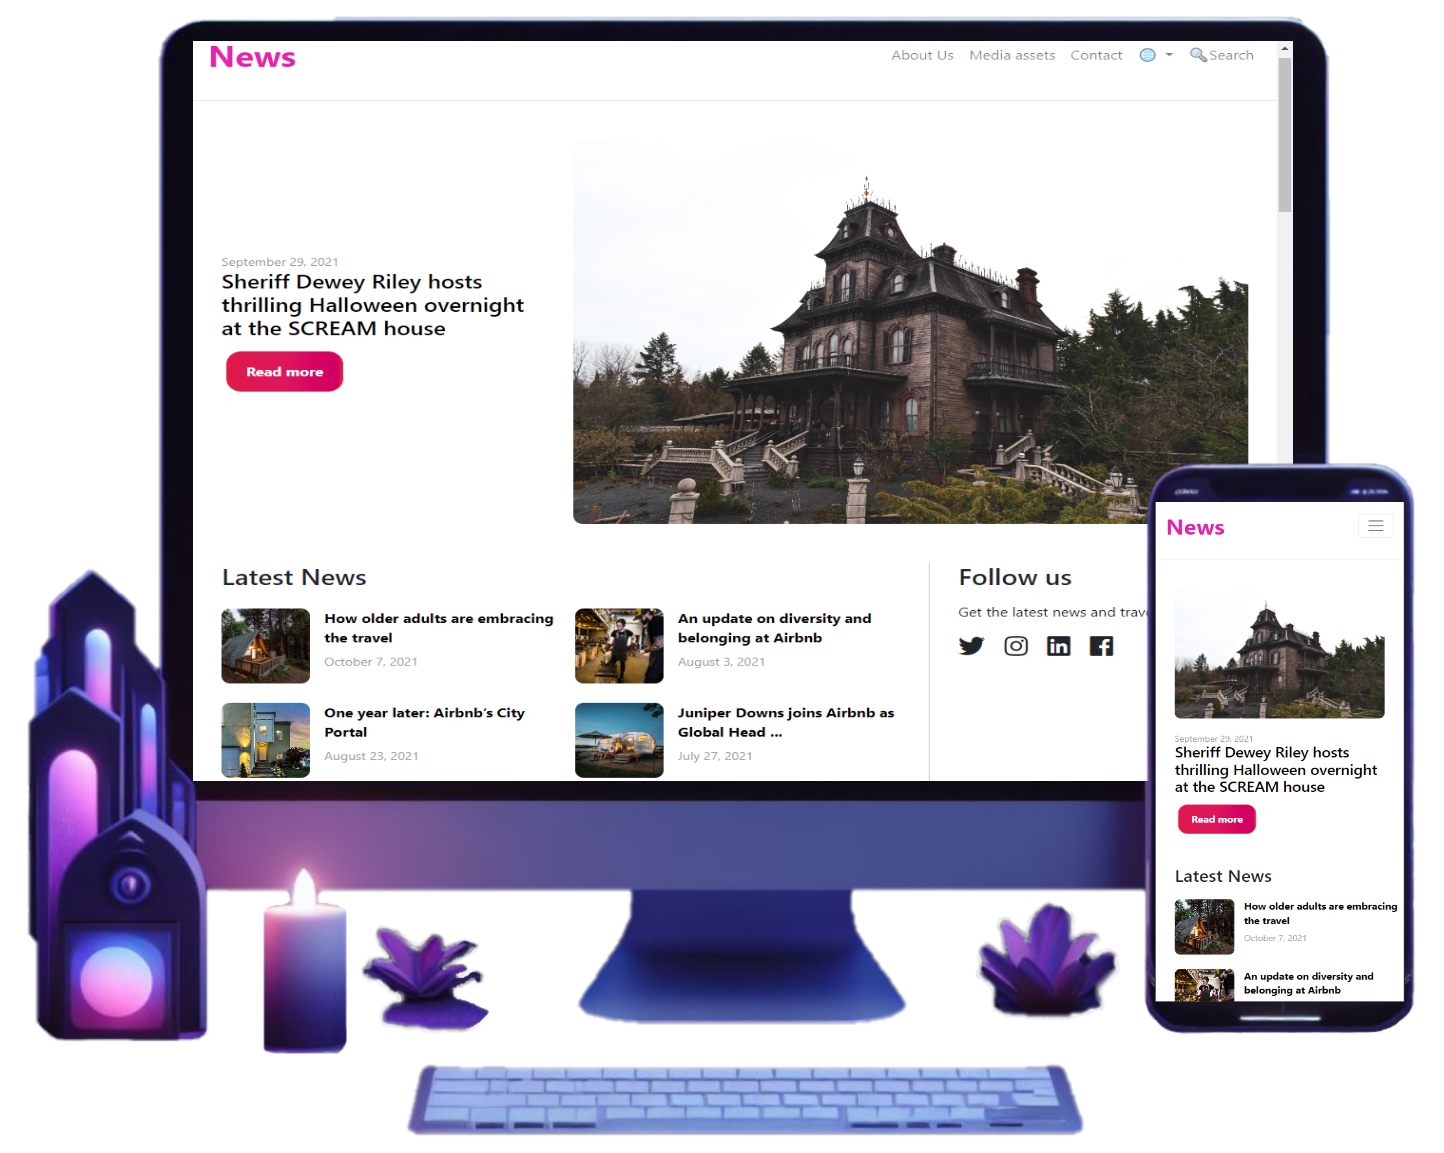 News
About Us Media assets Contact Search
September 29, 2021
Sheriff Dewey Riley hosts
thrilling Halloween overnight
at the SCREAM house
Read more
Latest News
How older adults are embracing
the travel
October 7, 2021
An update on diversity and
belonging at Airbnb
August 3, 2021
One year later: Airbnb’s City
Portal
August 23, 2021
Juniper Downs joins Airbnb as
Global Head ...
July 27, 2021
Follow us
Get the latest news and trave
News
September 29, 2021
Sheriff Dewey Riley hosts
thrilling Halloween overnight
at the SCREAM house
Read more
Latest News
How older adults are embracing
the travel
October 7, 2021
An update on diversity and
belonging at Airbnb